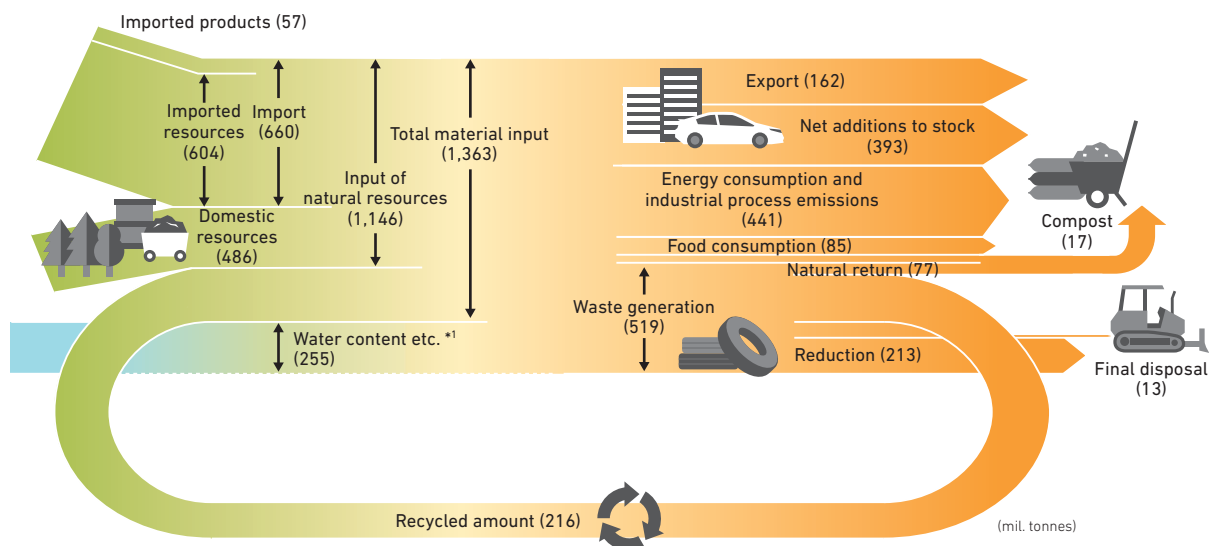 Imported products (57)
Imported
resources
(604)
Import
(660)
Input of
natural resources
(1,146)
Total material input
(1,363)
Domestic
resources
(486)
Water content etc. *1
(255)
Export (162)
Net additions to stock
(393)
Energy consumption and
industrial process emissions
(441)
Food consumption (85)
Natural return (77)
Compost
(17)
Waste generation
(519)
Reduction (213)
Final disposal
(13)
Recycled amount (216)
(mil. tonnes)